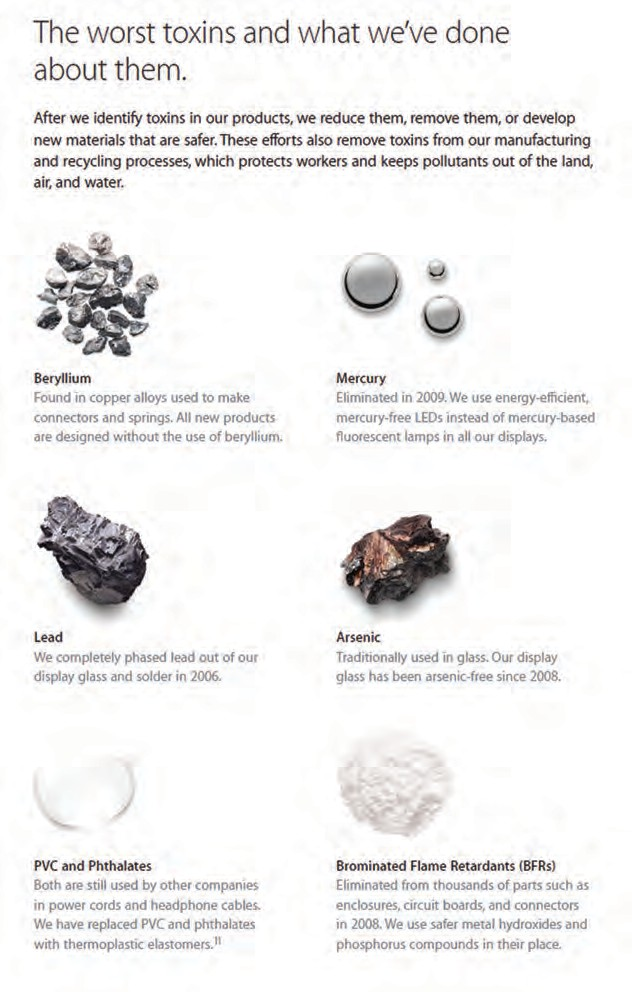 The worst toxins and what we've done
about them.
After we identify toxins in our products, we reduce them, remove them, or develop
new materials that are safer. These efforts also remove toxins from our manufacturing
and recycling processes, which protects workers and keeps pollutants out of the land,
air, and water.
Beryllium
Found in copper alloys used to make
connectors and springs. All new products
are designed without the use of beryllium.
Mercury
Eliminated in 2009. We use energy-efficient,
mercury-free LEDs instead of mercury-based
fluorescent lamps in all our displays.
Lead
We completely phased lead out of our
display glass and solder in 2006.
Arsenic
Traditionally used in glass. Our display
glass has been arsenic-free since 2008.
PVC and Phthalates
Both are still used by other companies
in power cords and headphone cables.
We have replaced PVC and phthalates
with thermoplastic elastomers.11
Brominated Flame Retardants (BFRs)
Eliminated from thousands of parts such as
enclosures, circuit boards, and connectors
in 2008. We use safer metal hydroxides and
phosphorus compounds in their place.